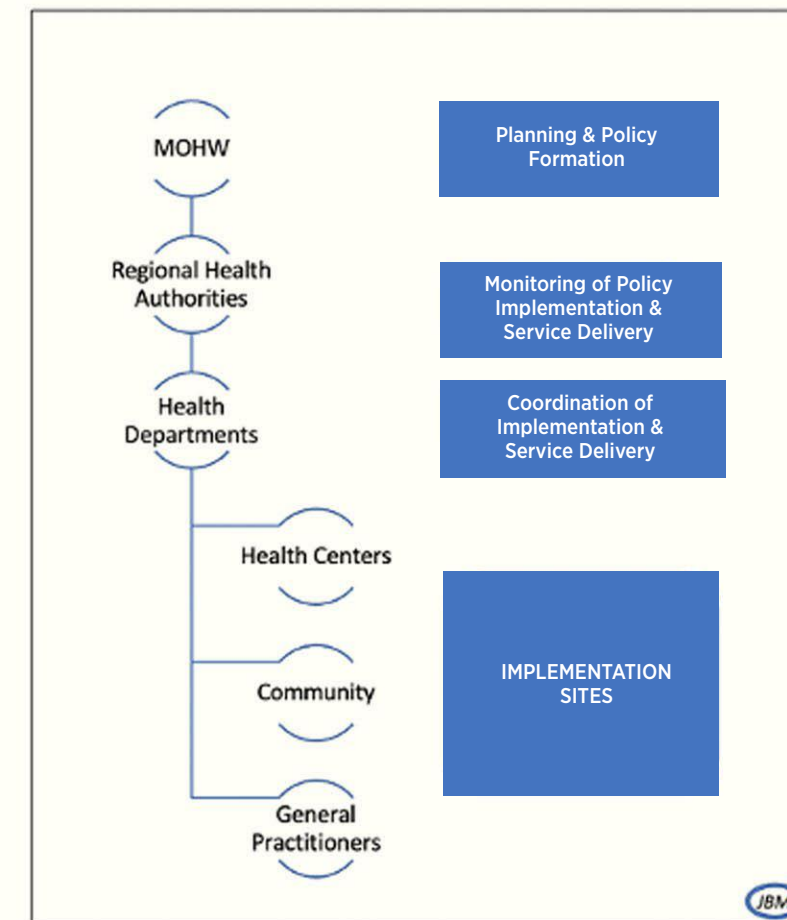 MOHW
Planning & Policy
Formation
Regional Health
Authorities
Monitoring of Policy
Implementation &
Service Delivery
Health
Departments
Coordination of
Implementation &
Service Delivery
Health Centers
Community
General
Practitioners
IMPLEMENTATION
SITES
JBM